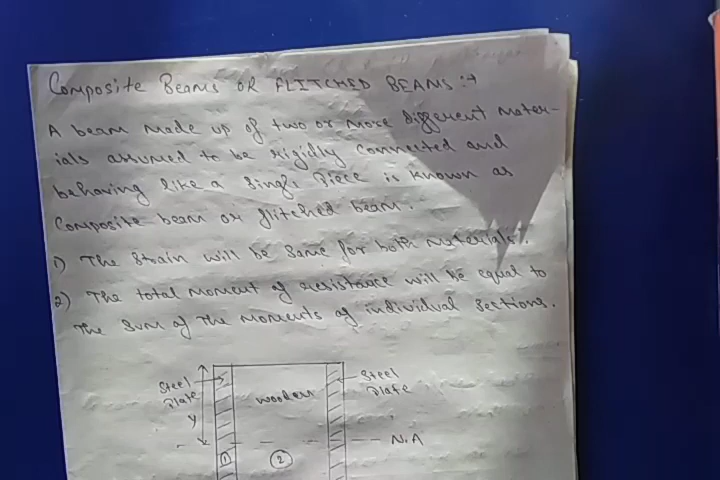 Composite Beams OR FLITCHED BEAMS :→
A beam made up of two or more different mater-
ials assumed to be rigidly connected and
behaving like a single piece is known as
Composite beam or flitched beam.
1) The strain will be same for both materials.
2) The total moment of resistance will be equal to
The sum of the moments of individual sections.
Steel Plate
y
wooden
Steel Plate
N.A
1
2